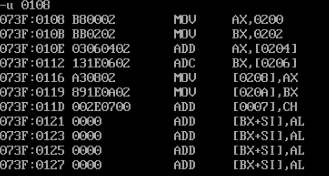 -u 0108
073F:0108 B80002 MOV AX,0200
073F:010B BB0202 MOV BX,0202
073F:010E 03060402 ADD AX,[0204]
073F:0112 131E0602 ADC BX,[0206]
073F:0116 A30802 MOV [0208],AX
073F:0119 891E0A02 MOV [020A],BX
073F:011D 002E0700 ADD [0007],CH
073F:0121 0000 ADD [BX+SI],AL
073F:0123 0000 ADD [BX+SI],AL
073F:0125 0000 ADD [BX+SI],AL
073F:0127 0000 ADD [BX+SI],AL